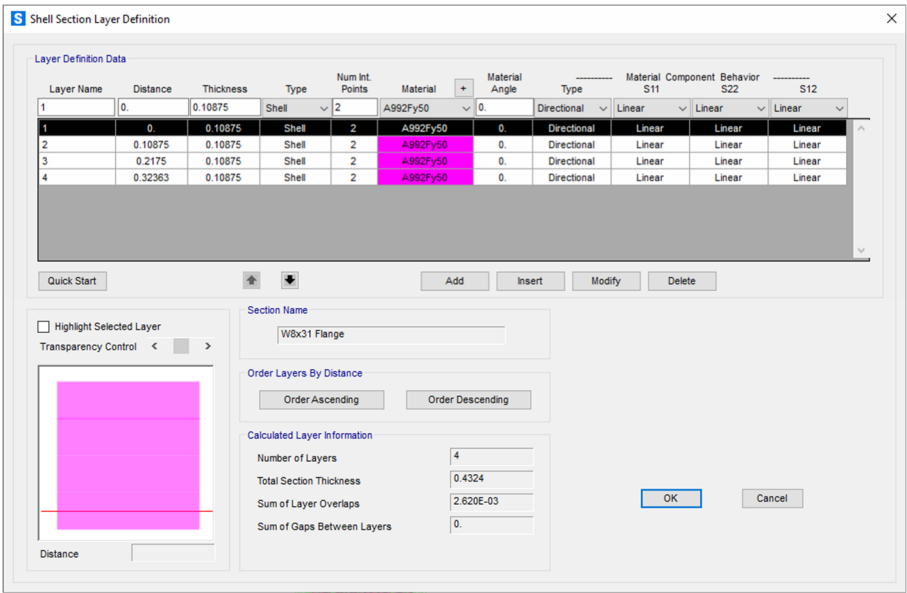 S Shell Section Layer Definition
Layer Definition Data
Layer Name Distance Thickness Type Num Int. Points Material + Material Angle ---------- Material Component Behavior ----------
Type S11 S22 S12
1 0. 0.10875 Shell 2 A992Fy50 0. Directional Linear Linear Linear
1 0. 0.10875 Shell 2 A992Fy50 0. Directional Linear Linear Linear
2 0.10875 0.10875 Shell 2 A992Fy50 0. Directional Linear Linear Linear
3 0.2175 0.10875 Shell 2 A992Fy50 0. Directional Linear Linear Linear
4 0.32363 0.10875 Shell 2 A992Fy50 0. Directional Linear Linear Linear
Quick Start Add Insert Modify Delete
Highlight Selected Layer
Transparency Control
Distance
Section Name
W8x31 Flange
Order Layers By Distance
Order Ascending Order Descending
Calculated Layer Information
Number of Layers 4
Total Section Thickness 0.4324
Sum of Layer Overlaps 2.620E-03
Sum of Gaps Between Layers 0.
OK Cancel